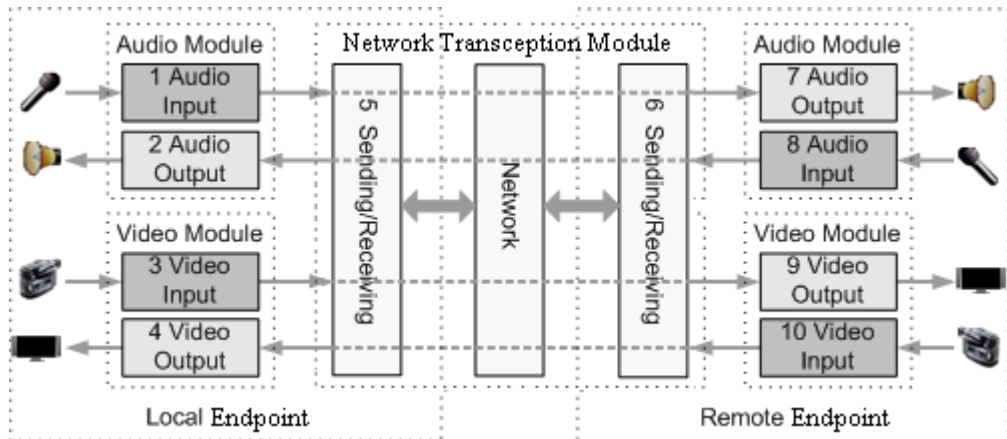 Audio Module
Network Transception Module
Audio Module
1 Audio
Input
2 Audio
Output
5 Sending/Receiving
Network
6 Sending/Receiving
7 Audio
Output
8 Audio
Input
Video Module
3 Video
Input
4 Video
Output
Video Module
9 Video
Output
10 Video
Input
Local Endpoint
Remote Endpoint